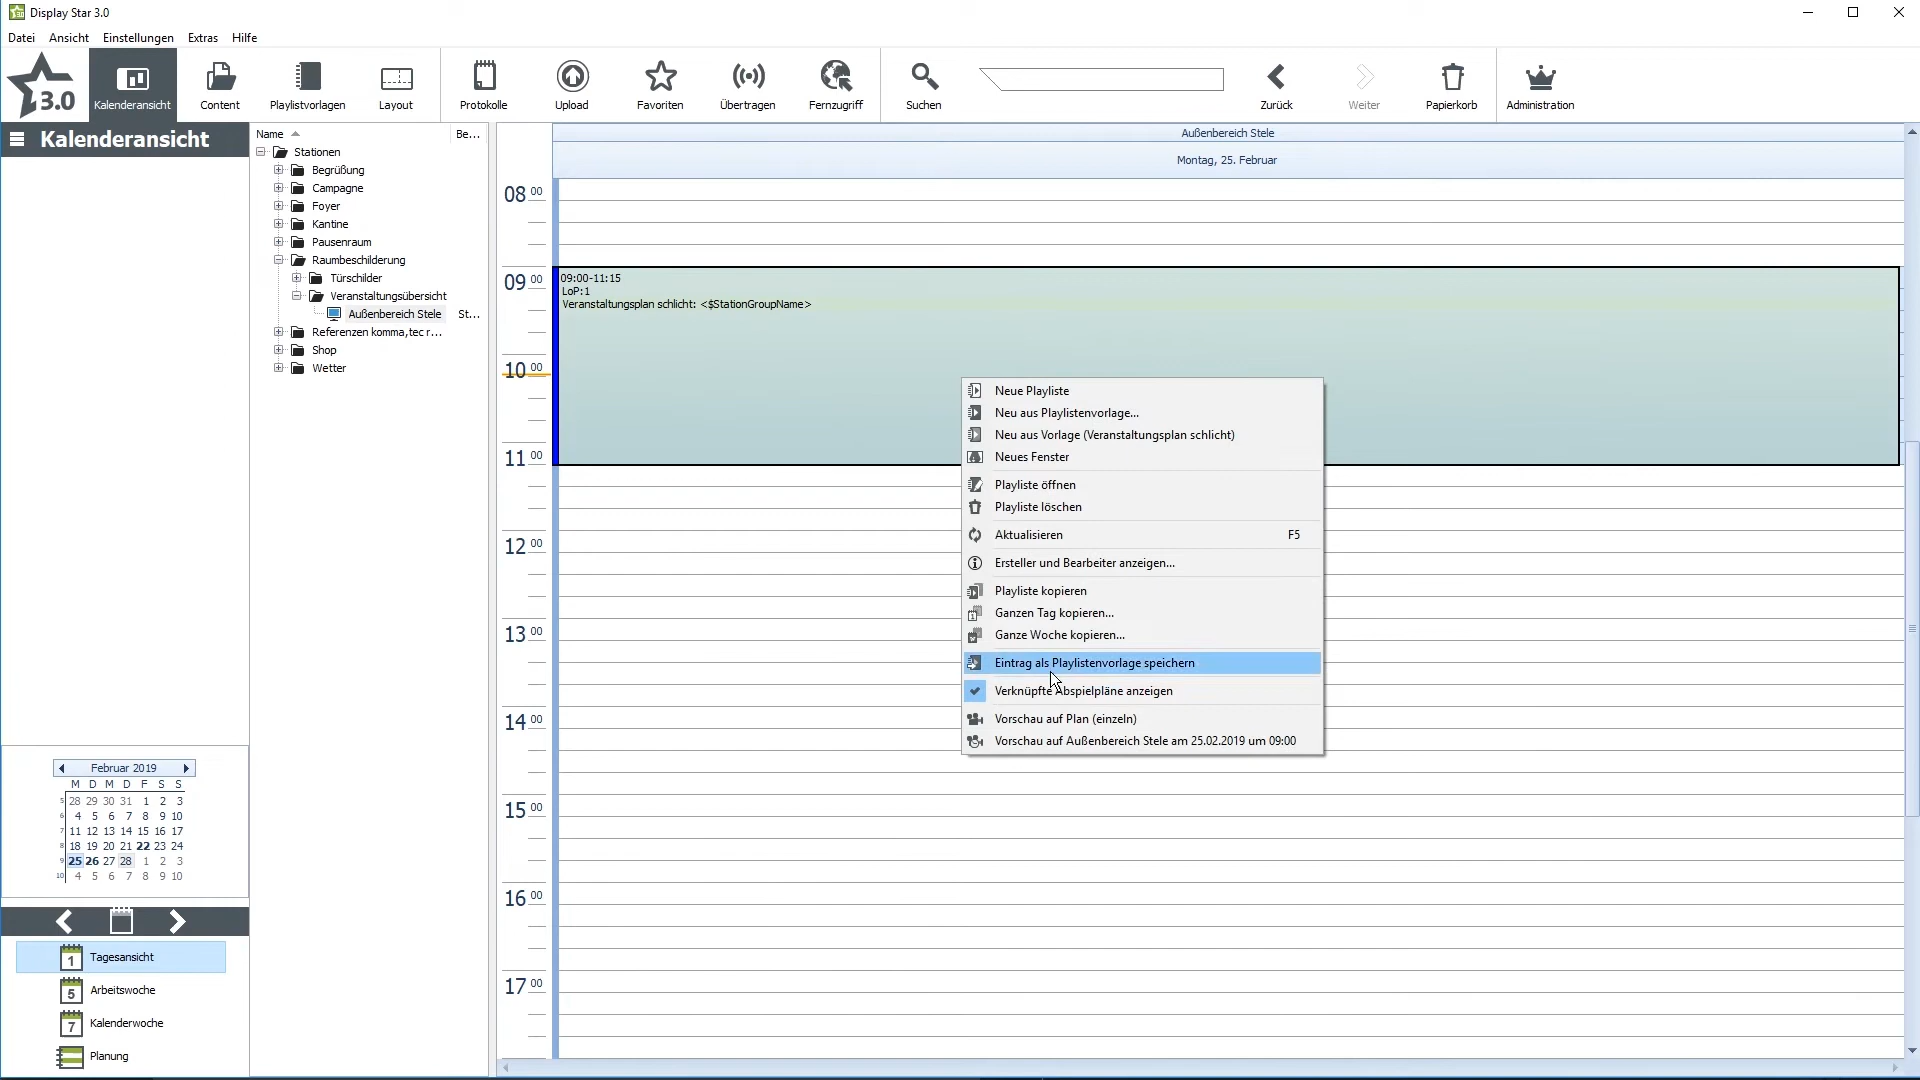 Display Star 3.0
Datei Ansicht Einstellungen Extras Hilfe
3.0
Kalenderansicht Content Playlistvorlagen Layout Protokolle Upload Favoriten Übertragen Fernzugriff Suchen Zurück Weiter Papierkorb Administration
Kalenderansicht
Name Be...
Stationen
Begrüßung
Campagne
Foyer
Kantine
Pausenraum
Raumbeschilderung
Türschilder
Veranstaltungsübersicht
Außenbereich Stele St...
Referenzen komma,tec r...
Shop
Wetter
Außenbereich Stele
Montag, 25. Februar
08 00
09 00
10 00
11 00
12 00
13 00
14 00
15 00
16 00
17 00
09:00-11:15
LoP:1
Veranstaltungsplan schlicht: <$StationGroupName>
Neue Playliste
Neu aus Playlistenvorlage...
Neu aus Vorlage (Veranstaltungsplan schlicht)
Neues Fenster
Playliste öffnen
Playliste löschen
Aktualisieren F5
Ersteller und Bearbeiter anzeigen...
Playliste kopieren
Ganzen Tag kopieren...
Ganze Woche kopieren...
Eintrag als Playlistenvorlage speichern
Verknüpfte Abspielpläne anzeigen
Vorschau auf Plan (einzeln)
Vorschau auf Außenbereich Stele am 25.02.2019 um 09:00
Februar 2019
M D M D F S S
5 28 29 30 31 1 2 3
6 4 5 6 7 8 9 10
7 11 12 13 14 15 16 17
8 18 19 20 21 22 23 24
9 25 26 27 28 1 2 3
10 4 5 6 7 8 9 10
1 Tagesansicht
5 Arbeitswoche
7 Kalenderwoche
Planung